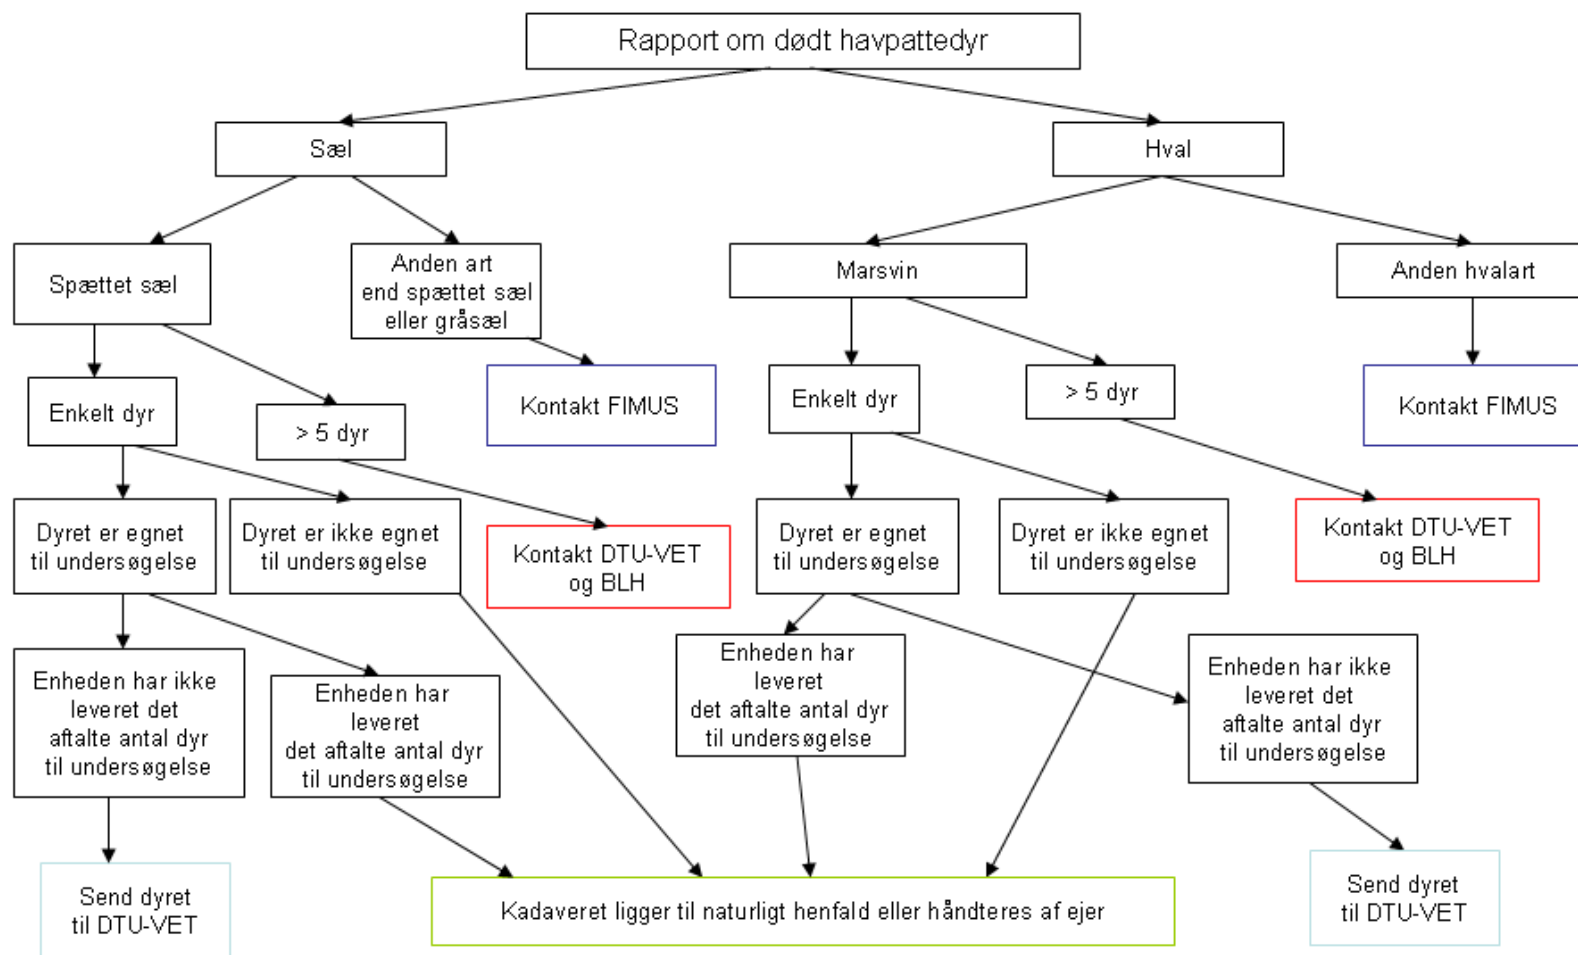 Rapport om dødt havpattedyr
Sæl
Hval
Spættet sæl
Anden art
end spættet sæl
eller gråsæl
Marsvin
Anden hvalart
Enkelt dyr
> 5 dyr
Kontakt FIMUS
Enkelt dyr
> 5 dyr
Kontakt FIMUS
Dyret er egnet
til undersøgelse
Dyret er ikke egnet
til undersøgelse
Kontakt DTU-VET
og BLH
Dyret er egnet
til undersøgelse
Dyret er ikke egnet
til undersøgelse
Kontakt DTU-VET
og BLH
Enheden har ikke
leveret det
aftalte antal dyr
til undersøgelse
Enheden har
leveret
det aftalte antal dyr
til undersøgelse
Enheden har
leveret
det aftalte antal dyr
til undersøgelse
Enheden har ikke
leveret det
aftalte antal dyr
til undersøgelse
Send dyret
til DTU-VET
Kadaveret ligger til naturligt henfald eller håndteres af ejer
Send dyret
til DTU-VET